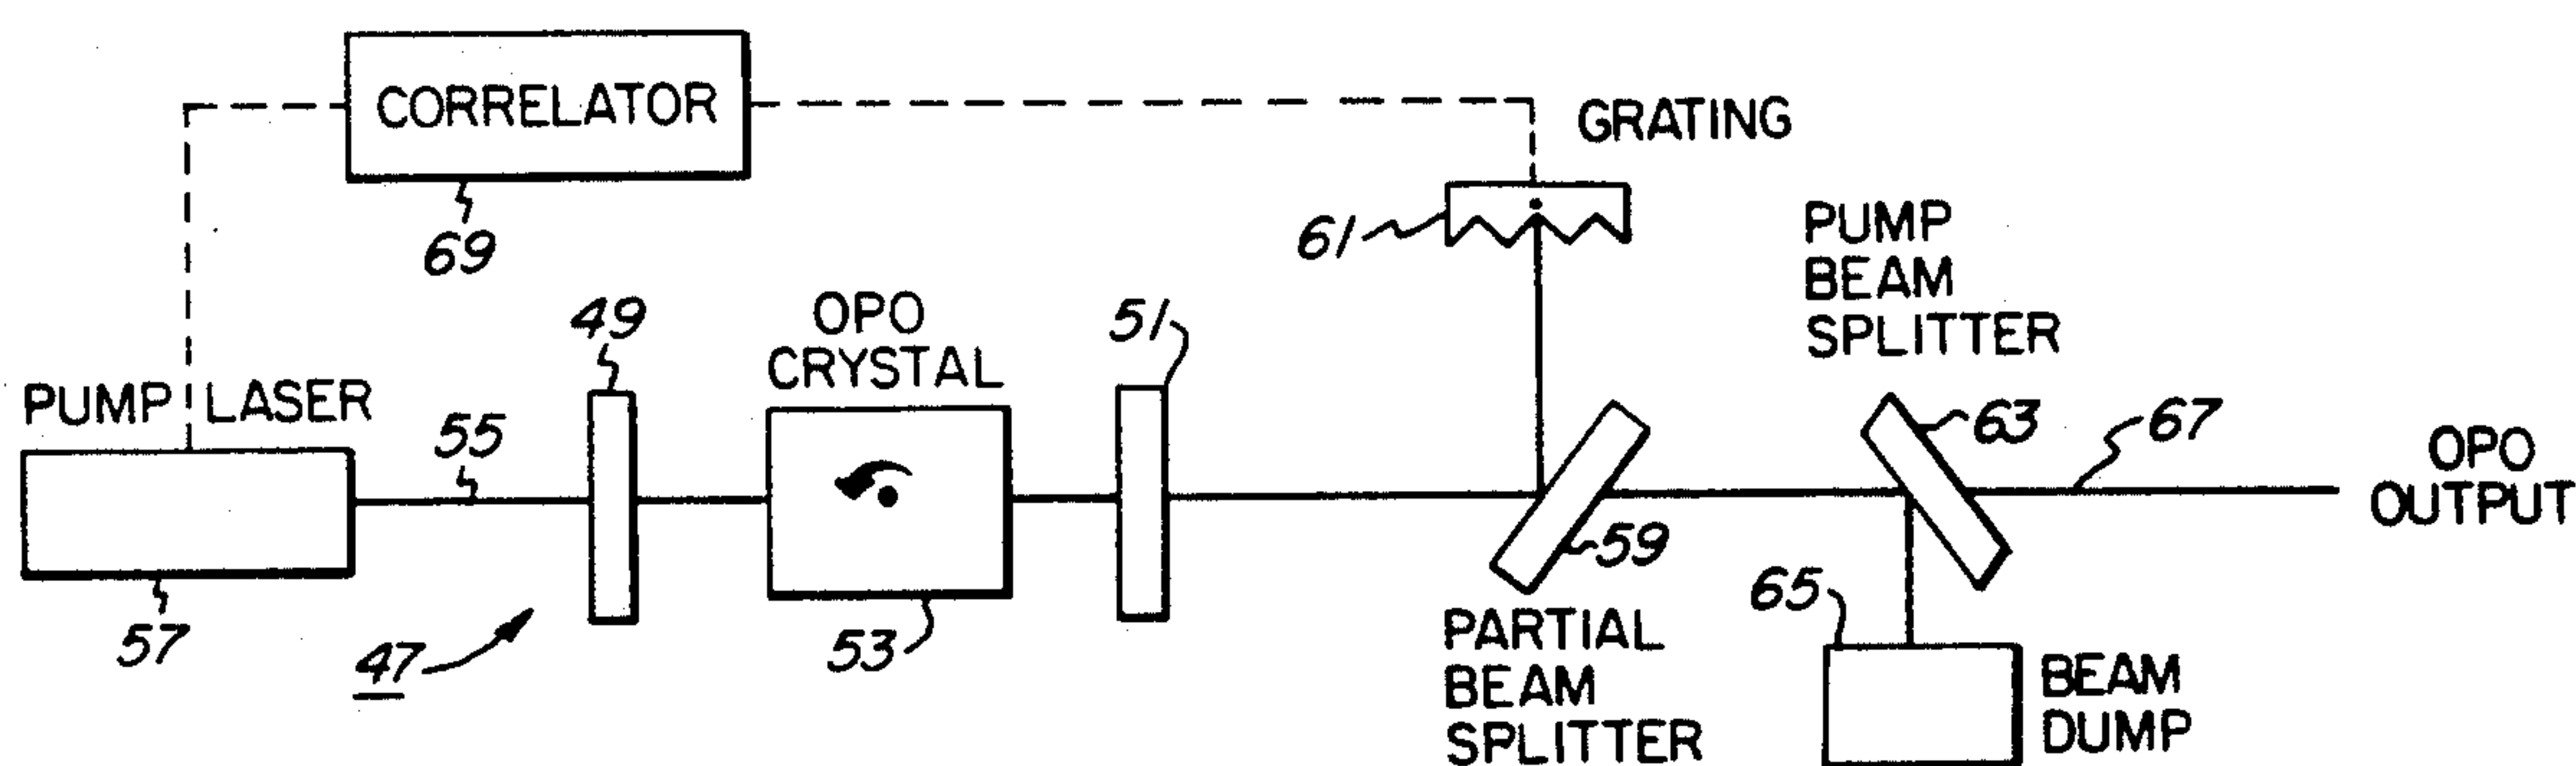 CORRELATOR
69
GRATING
61
PUMP
BEAM
SPLITTER
49
OPO
CRYSTAL
51
63
67
PUMP LASER
55
OPO
OUTPUT
59
57
47
53
PARTIAL
BEAM
SPLITTER
65
BEAM
DUMP